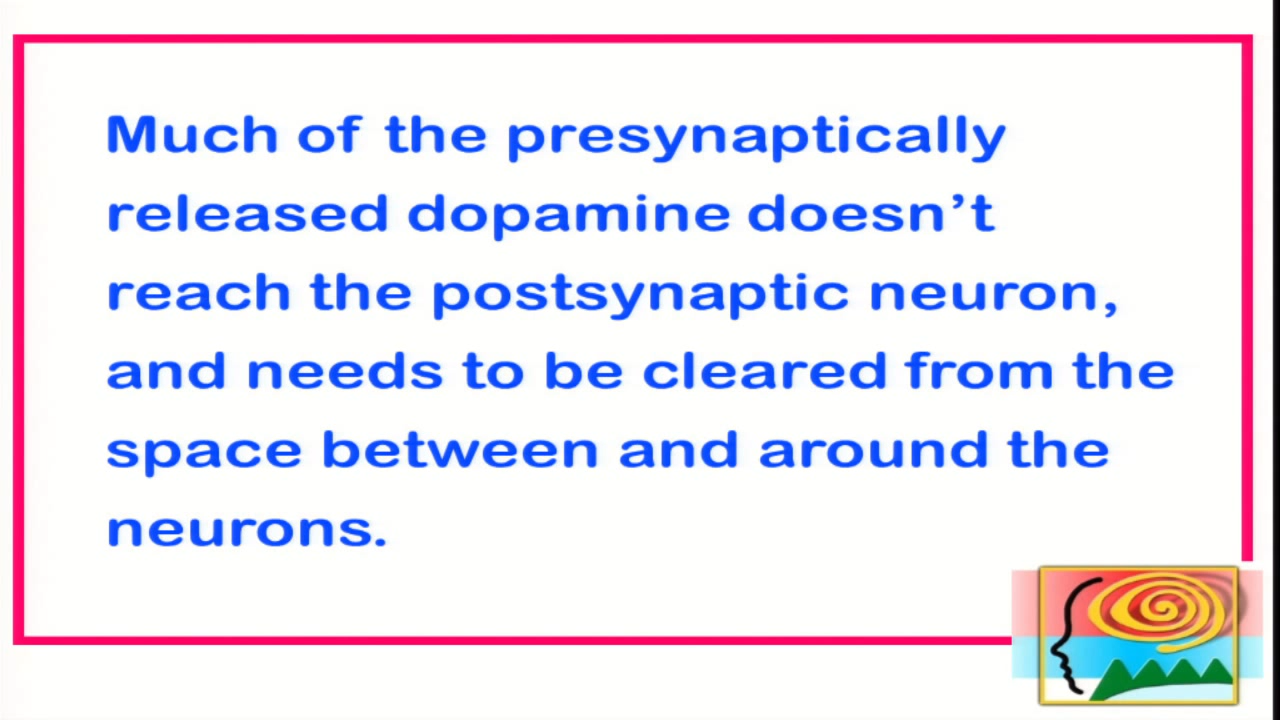 Much of the presynaptically
released dopamine doesn’t
reach the postsynaptic neuron,
and needs to be cleared from the
space between and around the
neurons.